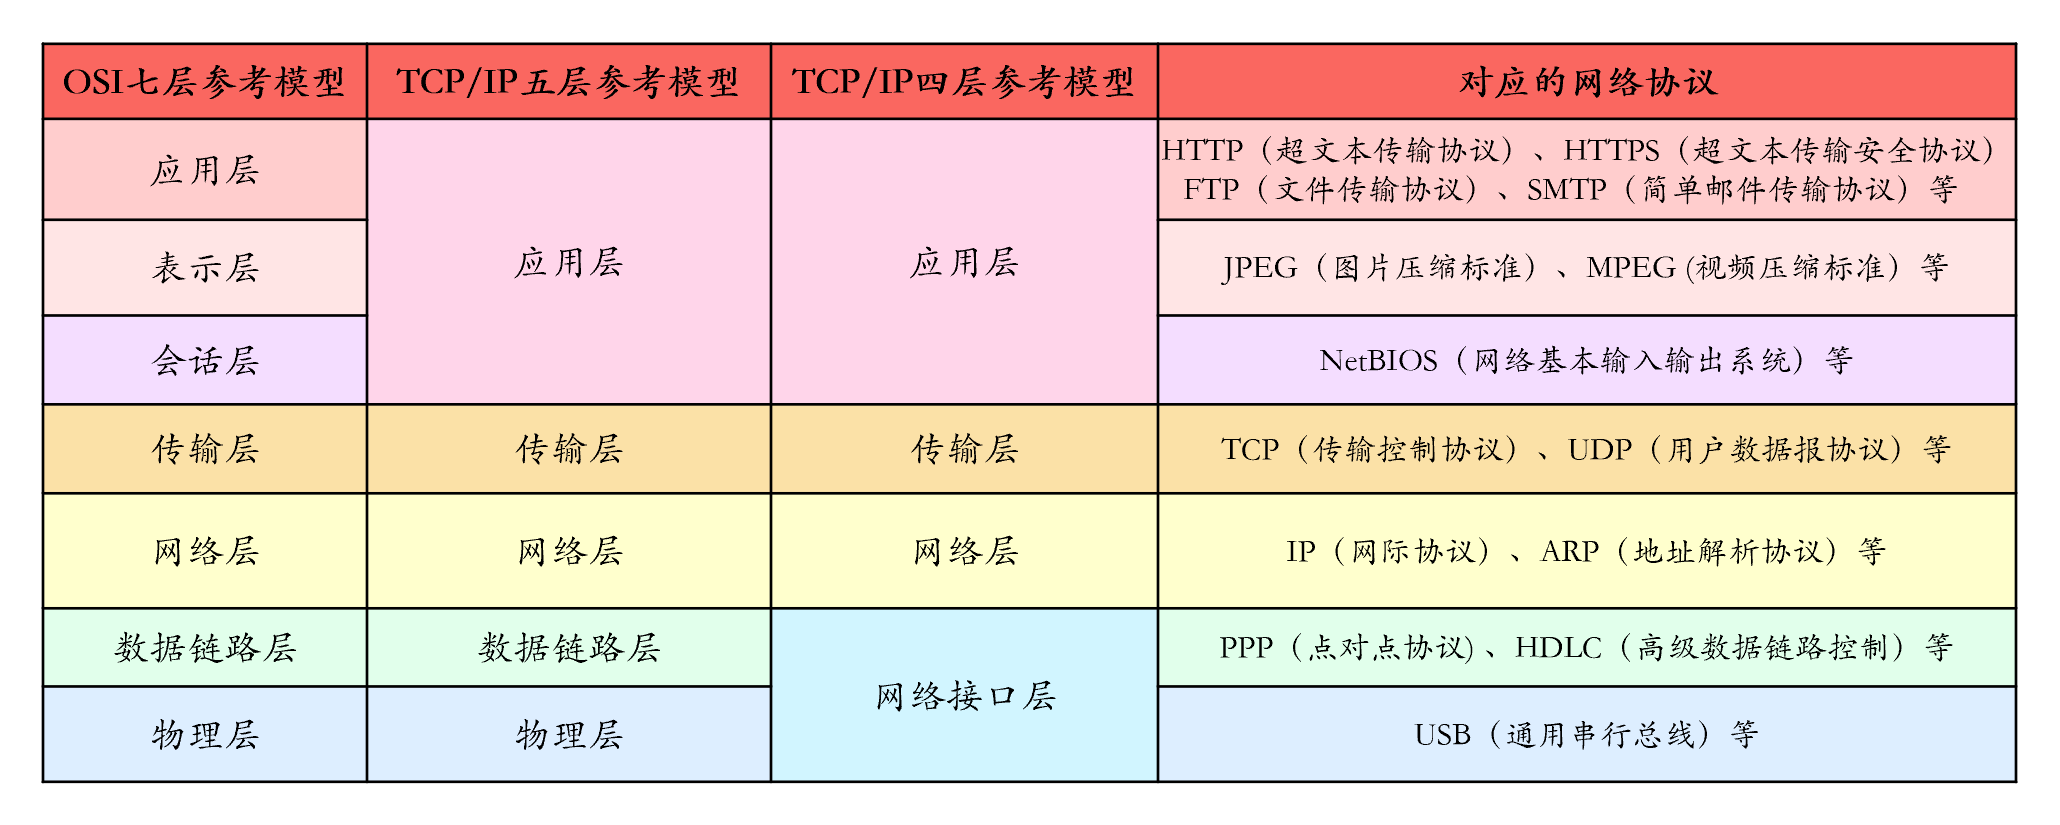 OSI七层参考模型
TCP/IP五层参考模型
TCP/IP四层参考模型
对应的网络协议
应用层
应用层
应用层
HTTP（超文本传输协议）、HTTPS（超文本传输安全协议）
FTP（文件传输协议）、SMTP（简单邮件传输协议）等
表示层
JPEG（图片压缩标准）、MPEG (视频压缩标准）等
会话层
NetBIOS（网络基本输入输出系统）等
传输层
传输层
传输层
TCP（传输控制协议）、UDP（用户数据报协议）等
网络层
网络层
网络层
IP（网际协议）、ARP（地址解析协议）等
数据链路层
数据链路层
网络接口层
PPP（点对点协议) 、HDLC（高级数据链路控制）等
物理层
物理层
USB（通用串行总线）等